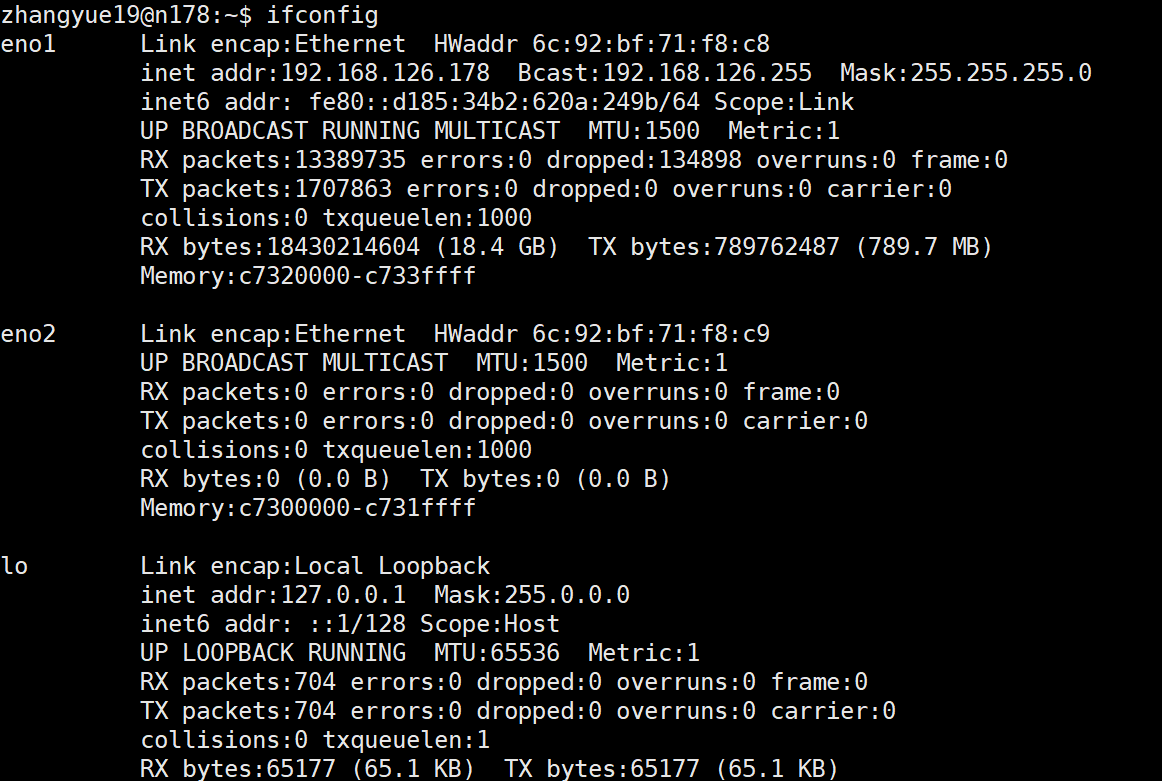 zhangyue19@n178:~$ ifconfig
eno1      Link encap:Ethernet  HWaddr 6c:92:bf:71:f8:c8
          inet addr:192.168.126.178  Bcast:192.168.126.255  Mask:255.255.255.0
          inet6 addr: fe80::d185:34b2:620a:249b/64 Scope:Link
          UP BROADCAST RUNNING MULTICAST  MTU:1500  Metric:1
          RX packets:13389735 errors:0 dropped:134898 overruns:0 frame:0
          TX packets:1707863 errors:0 dropped:0 overruns:0 carrier:0
          collisions:0 txqueuelen:1000
          RX bytes:18430214604 (18.4 GB)  TX bytes:789762487 (789.7 MB)
          Memory:c7320000-c733ffff

eno2      Link encap:Ethernet  HWaddr 6c:92:bf:71:f8:c9
          UP BROADCAST MULTICAST  MTU:1500  Metric:1
          RX packets:0 errors:0 dropped:0 overruns:0 frame:0
          TX packets:0 errors:0 dropped:0 overruns:0 carrier:0
          collisions:0 txqueuelen:1000
          RX bytes:0 (0.0 B)  TX bytes:0 (0.0 B)
          Memory:c7300000-c731ffff

lo        Link encap:Local Loopback
          inet addr:127.0.0.1  Mask:255.0.0.0
          inet6 addr: ::1/128 Scope:Host
          UP LOOPBACK RUNNING  MTU:65536  Metric:1
          RX packets:704 errors:0 dropped:0 overruns:0 frame:0
          TX packets:704 errors:0 dropped:0 overruns:0 carrier:0
          collisions:0 txqueuelen:1
          RX bytes:65177 (65.1 KB)  TX bytes:65177 (65.1 KB)